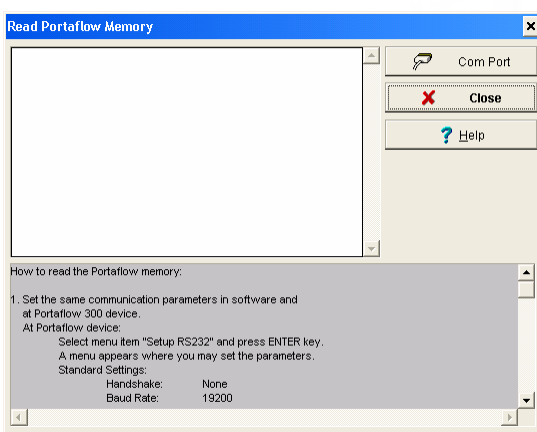 Read Portaflow Memory
Com Port
Close
Help
How to read the Portaflow memory:
1. Set the same communication parameters in software and
at Portaflow 300 device.
At Portaflow device:
Select menu item "Setup RS232" and press ENTER key.
A menu appears where you may set the parameters.
Standard Settings:
Handshake: None
Baud Rate: 19200